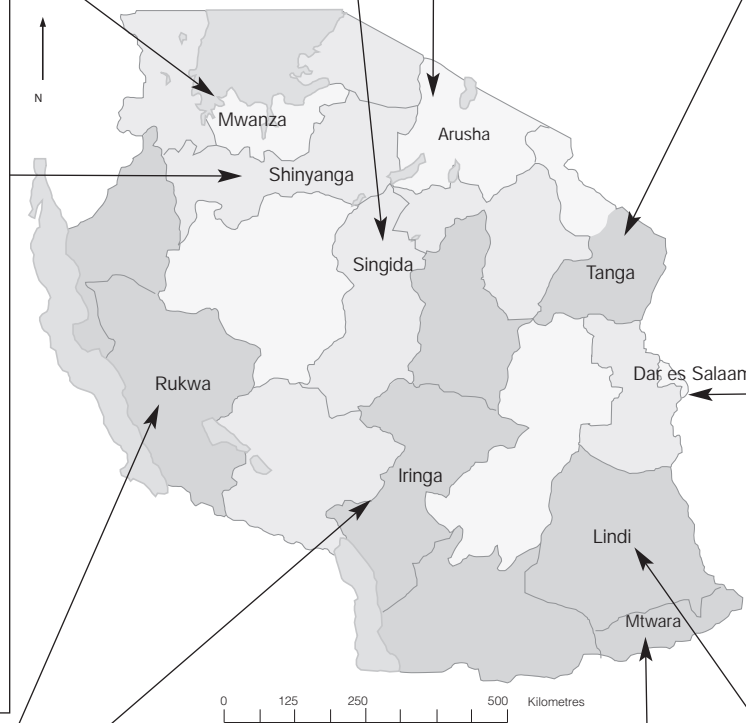 N
Mwanza
Arusha
Shinyanga
Singida
Tanga
Dar es Salaam
Rukwa
Iringa
Lindi
Mtwara
0 125 250 500 Kilometres